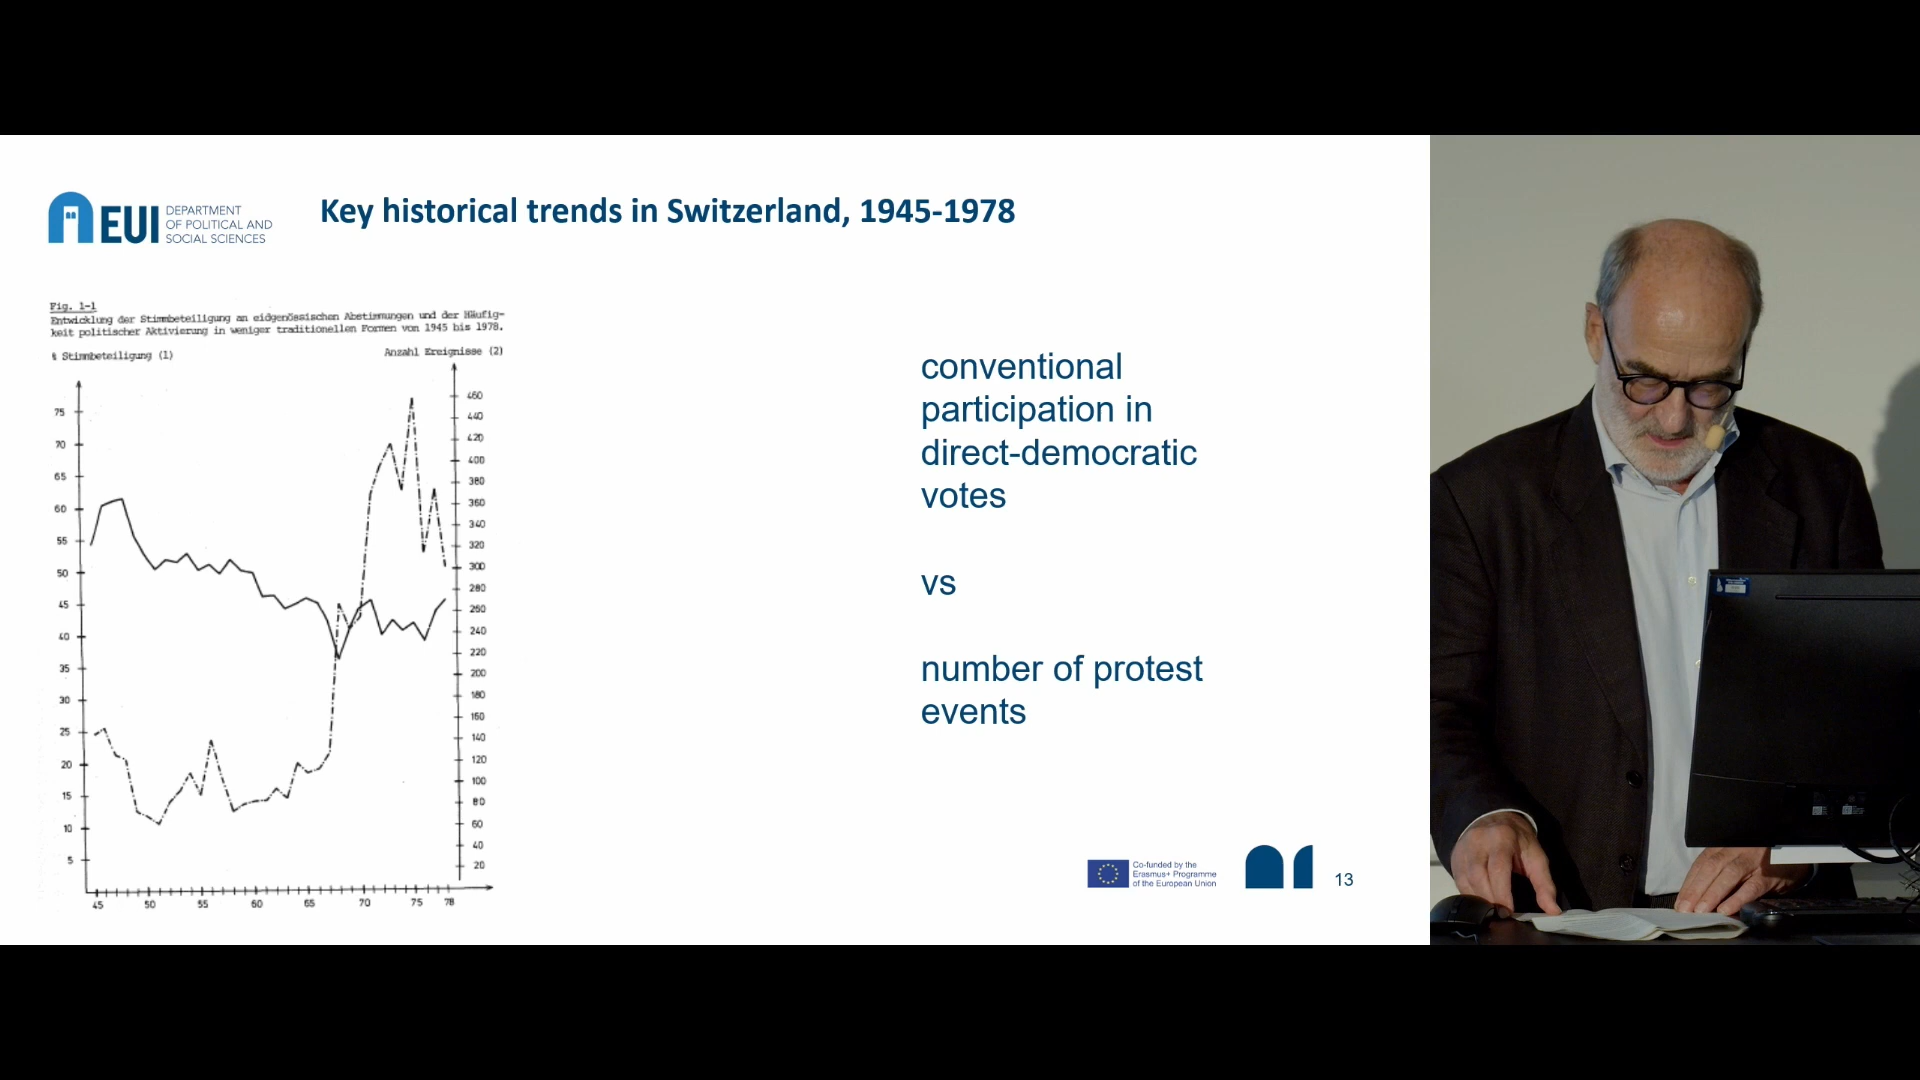 EUI
DEPARTMENT
OF POLITICAL AND
SOCIAL SCIENCES
Key historical trends in Switzerland, 1945-1978
Fig. 1-1
Entwicklung der Stimmbeteiligung an eidgenössischen Abstimmungen und der Häufig-
keit politischer Aktivierung in weniger traditionellen Formen von 1945 bis 1978.
% Stimmbeteiligung (1)
Anzahl Ereignisse (2)
75
70
65
60
55
50
45
40
35
30
25
20
15
10
5
460
440
420
400
380
360
340
320
300
280
260
240
220
200
180
160
140
120
100
80
60
40
20
45 50 55 60 65 70 75 78
conventional
participation in
direct-democratic
votes
vs
number of protest
events
Co-funded by the
Erasmus+ Programme
of the European Union
13